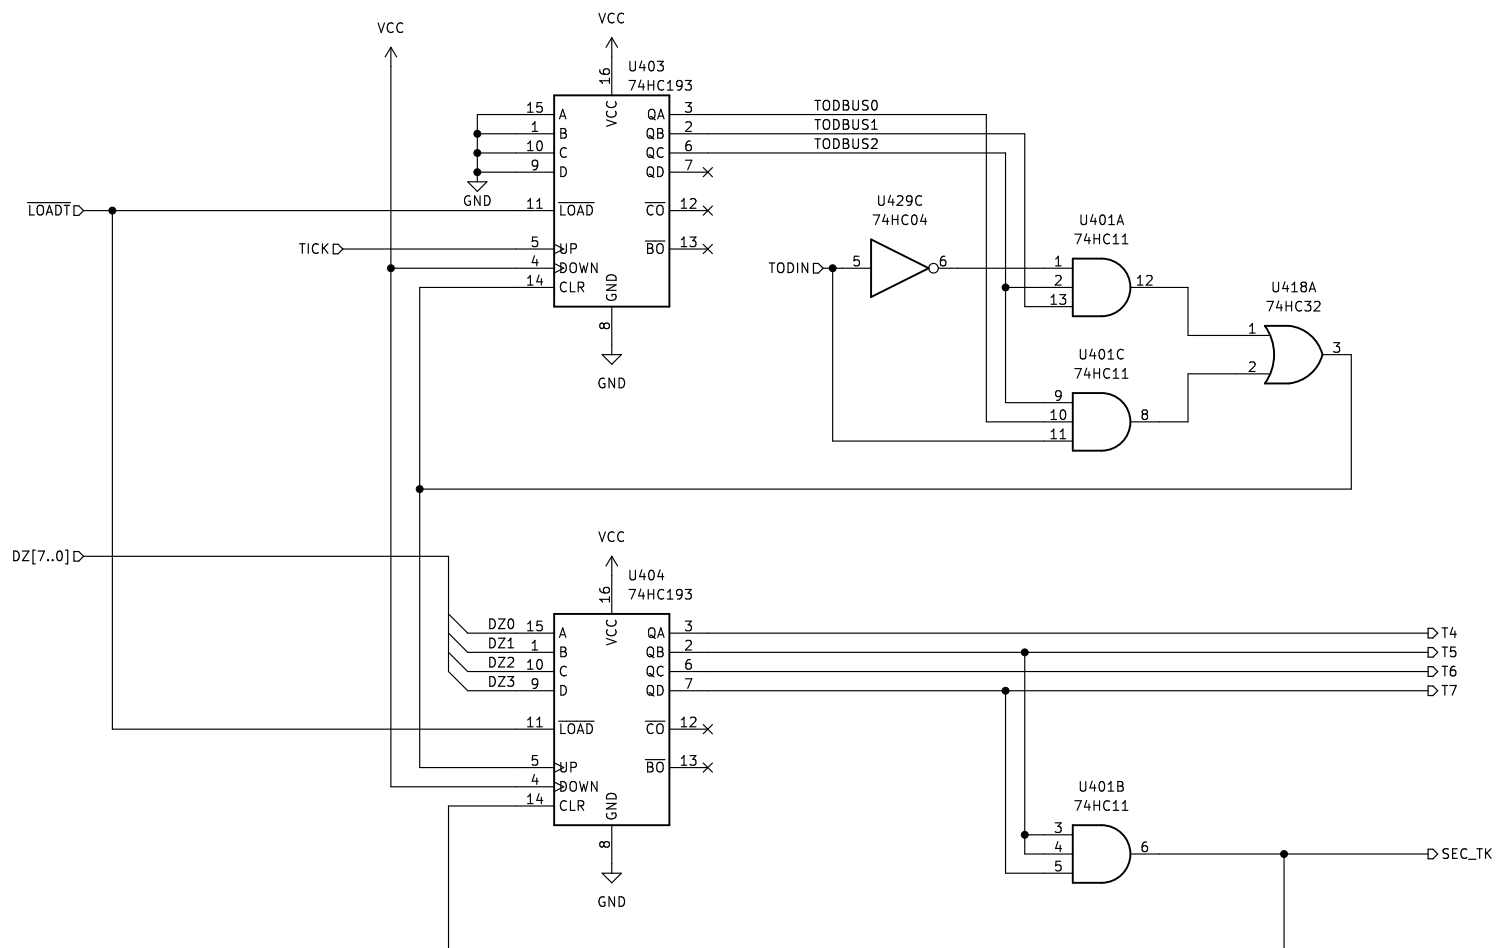 VCC
VCC
U403
74HC193
16
VCC
15 A
1 B
10 C
9 D
GND
11 LOAD
5 UP
4 DOWN
14 CLR
GND
8
GND
QA 3
QB 2
QC 6
QD 7
CO 12
BO 13
TODBUS0
TODBUS1
TODBUS2
LOADT
TICK
TODIN
U429C
74HC04
5
6
U401A
74HC11
1
2
13
12
U418A
74HC32
1
2
3
U401C
74HC11
9
10
11
8
DZ[7..0]
VCC
U404
74HC193
16
VCC
DZ0 15 A
DZ1 1 B
DZ2 10 C
DZ3 9 D
11 LOAD
5 UP
4 DOWN
14 CLR
GND
8
GND
QA 3
QB 2
QC 6
QD 7
CO 12
BO 13
T4
T5
T6
T7
U401B
74HC11
3
4
5
6
SEC_TK